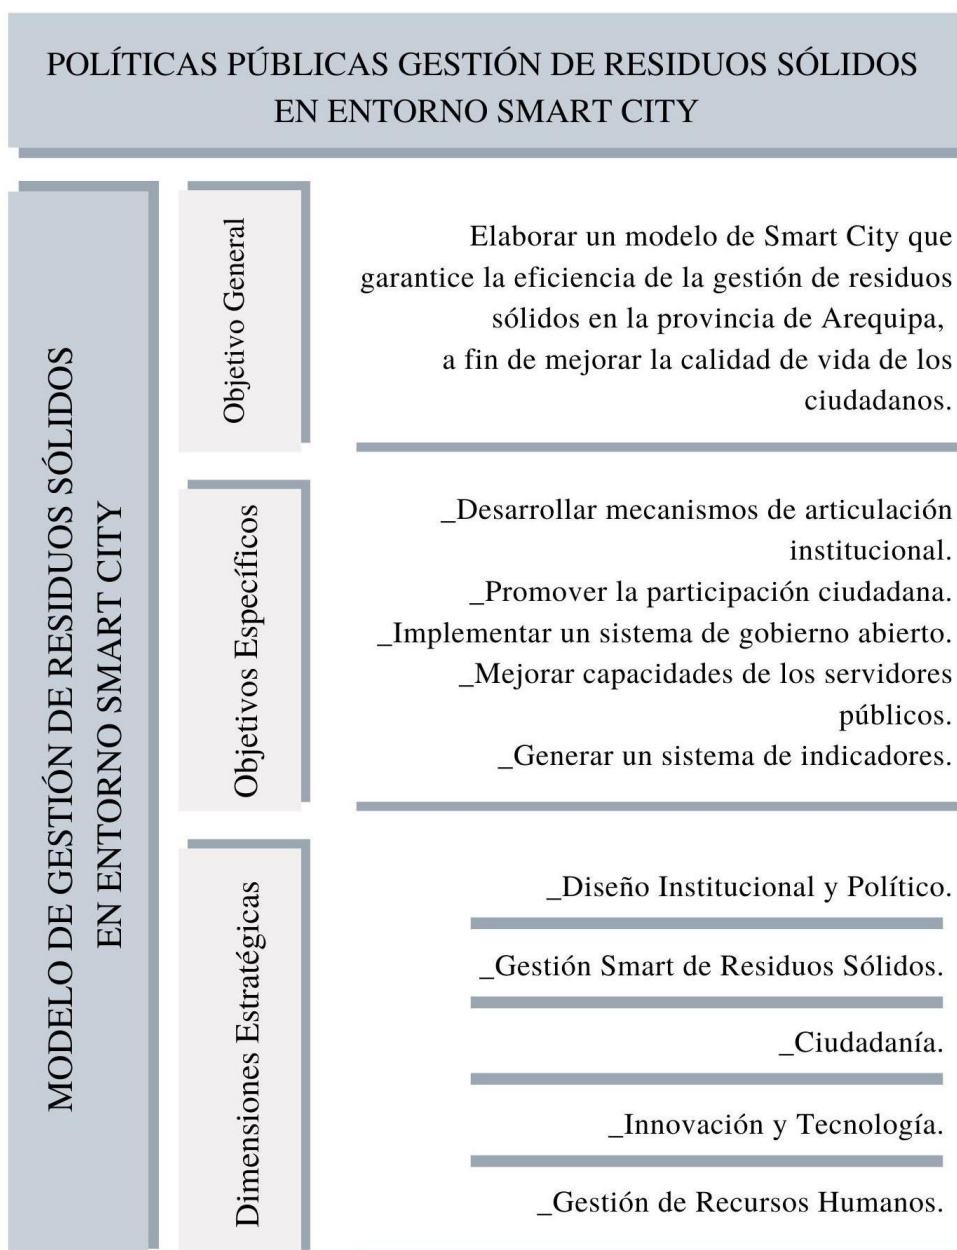 POLÍTICAS PÚBLICAS GESTIÓN DE RESIDUOS SÓLIDOS
EN ENTORNO SMART CITY
MODELO DE GESTIÓN DE RESIDUOS SÓLIDOS
EN ENTORNO SMART CITY
Objetivo General
Elaborar un modelo de Smart City que
garantice la eficiencia de la gestión de residuos
sólidos en la provincia de Arequipa,
a fin de mejorar la calidad de vida de los
ciudadanos.
Objetivos Específicos
_Desarrollar mecanismos de articulación
institucional.
_Promover la participación ciudadana.
_Implementar un sistema de gobierno abierto.
_Mejorar capacidades de los servidores
públicos.
_Generar un sistema de indicadores.
Dimensiones Estratégicas
_Diseño Institucional y Político.
_Gestión Smart de Residuos Sólidos.
_Ciudadanía.
_Innovación y Tecnología.
_Gestión de Recursos Humanos.